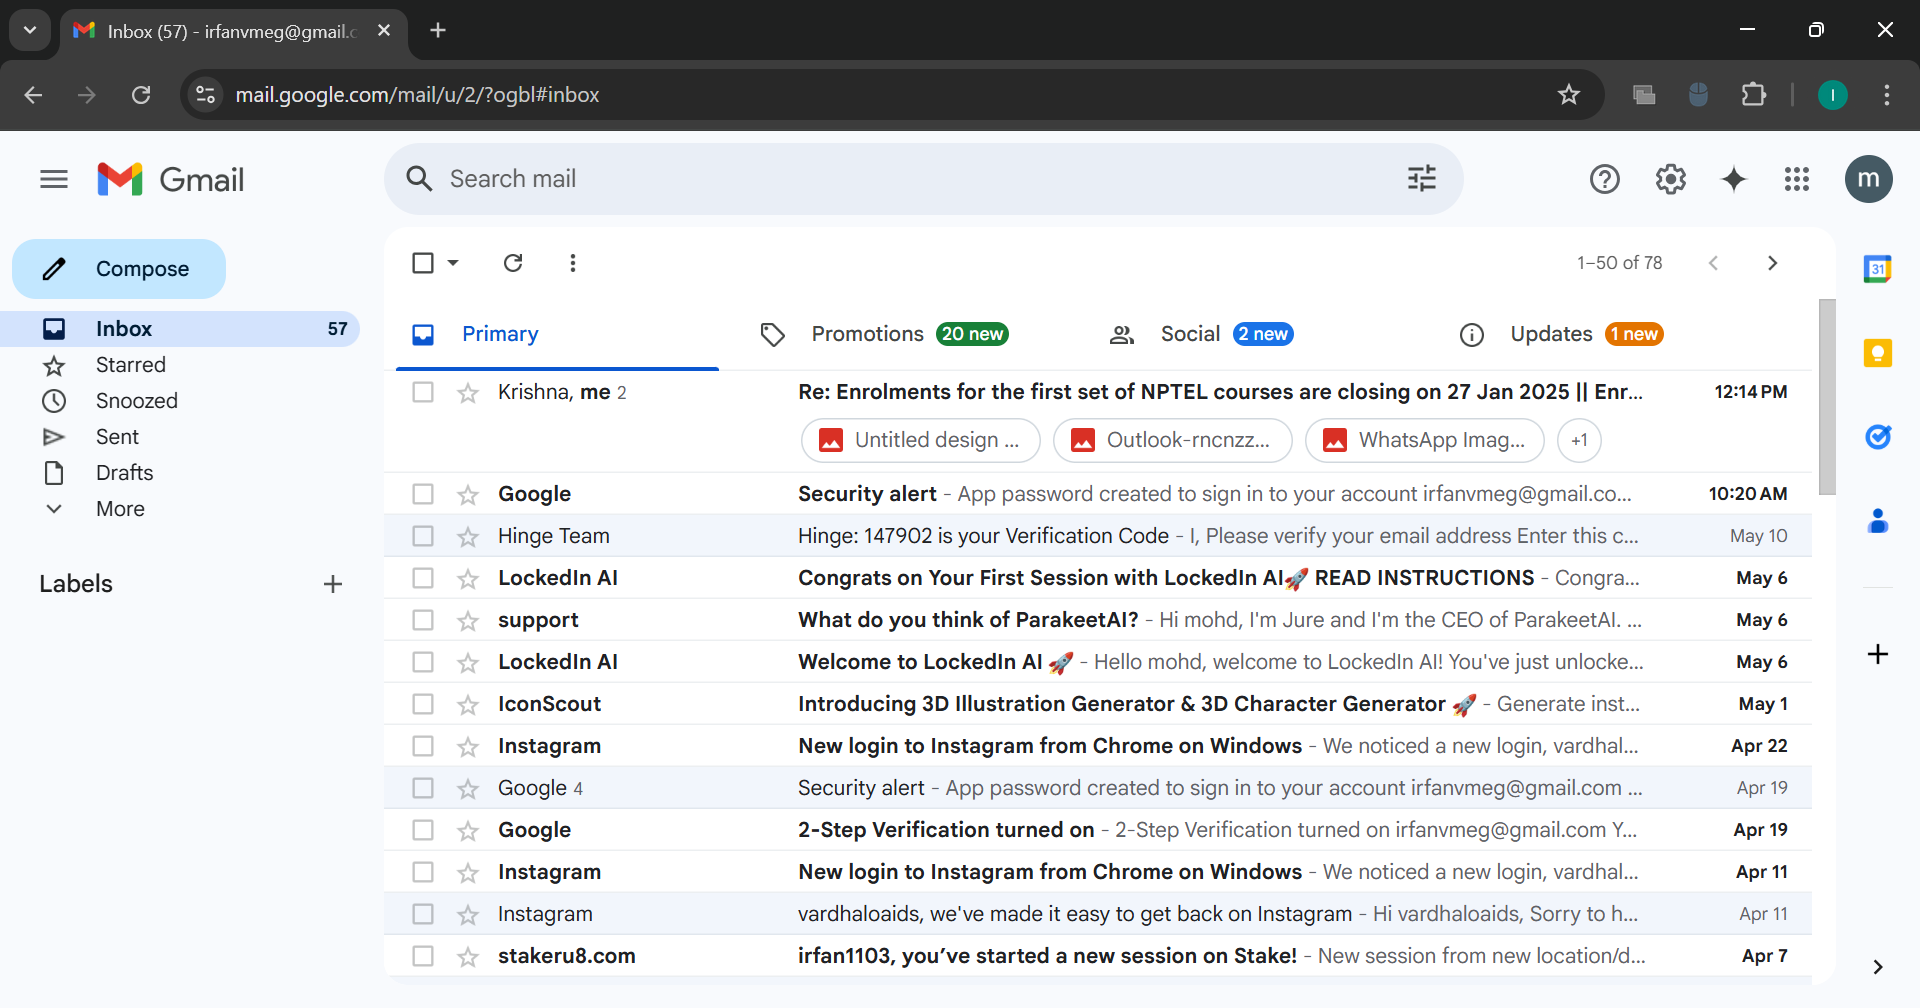 Inbox (57) - irfanvmeg@gmail.c
mail.google.com/mail/u/2/?ogbl#inbox
I
Gmail
Search mail
m
Compose
1–50 of 78
31
Inbox 57
Starred
Snoozed
Sent
Drafts
More
Labels
Primary
Promotions 20 new
Social 2 new
Updates 1 new
Krishna, me 2 Re: Enrolments for the first set of NPTEL courses are closing on 27 Jan 2025 || Enr... 12:14 PM
Untitled design ... Outlook-rncnzz... WhatsApp Imag... +1
Google Security alert - App password created to sign in to your account irfanvmeg@gmail.co... 10:20 AM
Hinge Team Hinge: 147902 is your Verification Code - I, Please verify your email address Enter this c... May 10
LockedIn AI Congrats on Your First Session with LockedIn AI🚀 READ INSTRUCTIONS - Congra... May 6
support What do you think of ParakeetAI? - Hi mohd, I'm Jure and I'm the CEO of ParakeetAI. ... May 6
LockedIn AI Welcome to LockedIn AI 🚀 - Hello mohd, welcome to LockedIn AI! You've just unlocke... May 6
IconScout Introducing 3D Illustration Generator & 3D Character Generator 🚀 - Generate inst... May 1
Instagram New login to Instagram from Chrome on Windows - We noticed a new login, vardhal... Apr 22
Google 4 Security alert - App password created to sign in to your account irfanvmeg@gmail.com ... Apr 19
Google 2-Step Verification turned on - 2-Step Verification turned on irfanvmeg@gmail.com Y... Apr 19
Instagram New login to Instagram from Chrome on Windows - We noticed a new login, vardhal... Apr 11
Instagram vardhaloaids, we've made it easy to get back on Instagram - Hi vardhaloaids, Sorry to h... Apr 11
stakeru8.com irfan1103, you’ve started a new session on Stake! - New session from new location/d... Apr 7